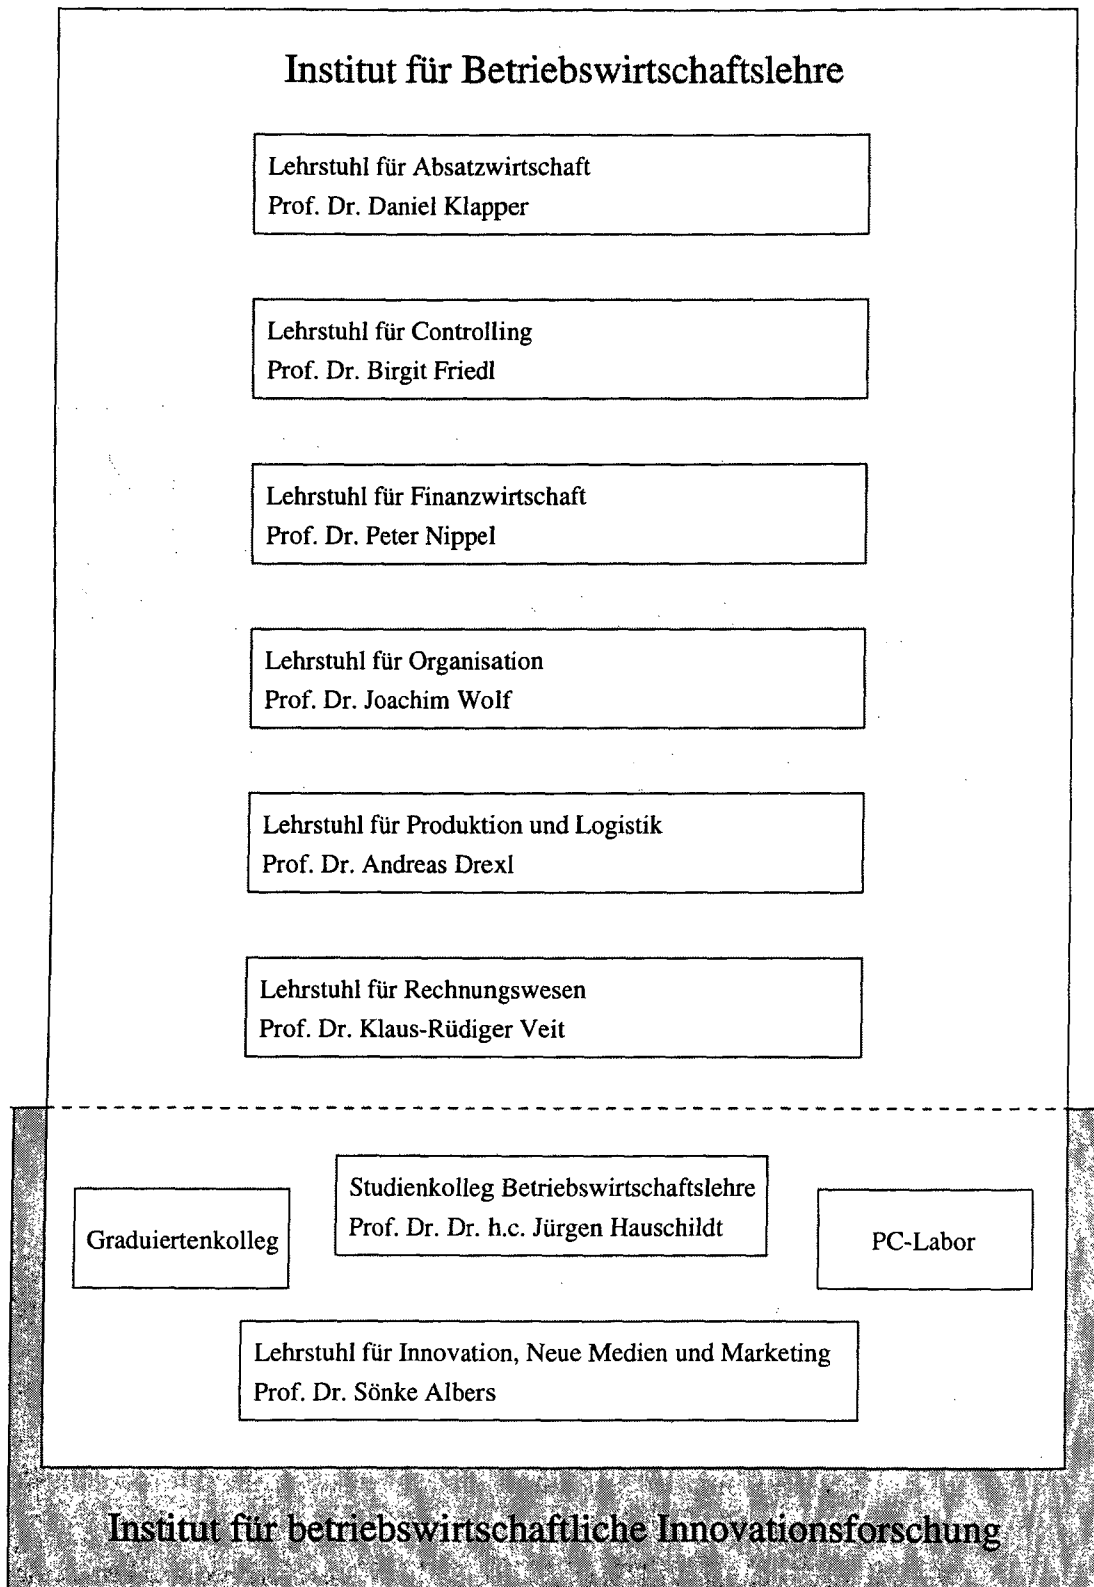 Institut für Betriebswirtschaftslehre
Lehrstuhl für Absatzwirtschaft
Prof. Dr. Daniel Klapper
Lehrstuhl für Controlling
Prof. Dr. Birgit Friedl
Lehrstuhl für Finanzwirtschaft
Prof. Dr. Peter Nippel
Lehrstuhl für Organisation
Prof. Dr. Joachim Wolf
Lehrstuhl für Produktion und Logistik
Prof. Dr. Andreas Drexl
Lehrstuhl für Rechnungswesen
Prof. Dr. Klaus-Rüdiger Veit
Graduiertenkolleg
Studienkolleg Betriebswirtschaftslehre
Prof. Dr. Dr. h.c. Jürgen Hauschildt
PC-Labor
Lehrstuhl für Innovation, Neue Medien und Marketing
Prof. Dr. Sönke Albers
Institut für betriebswirtschaftliche Innovationsforschung